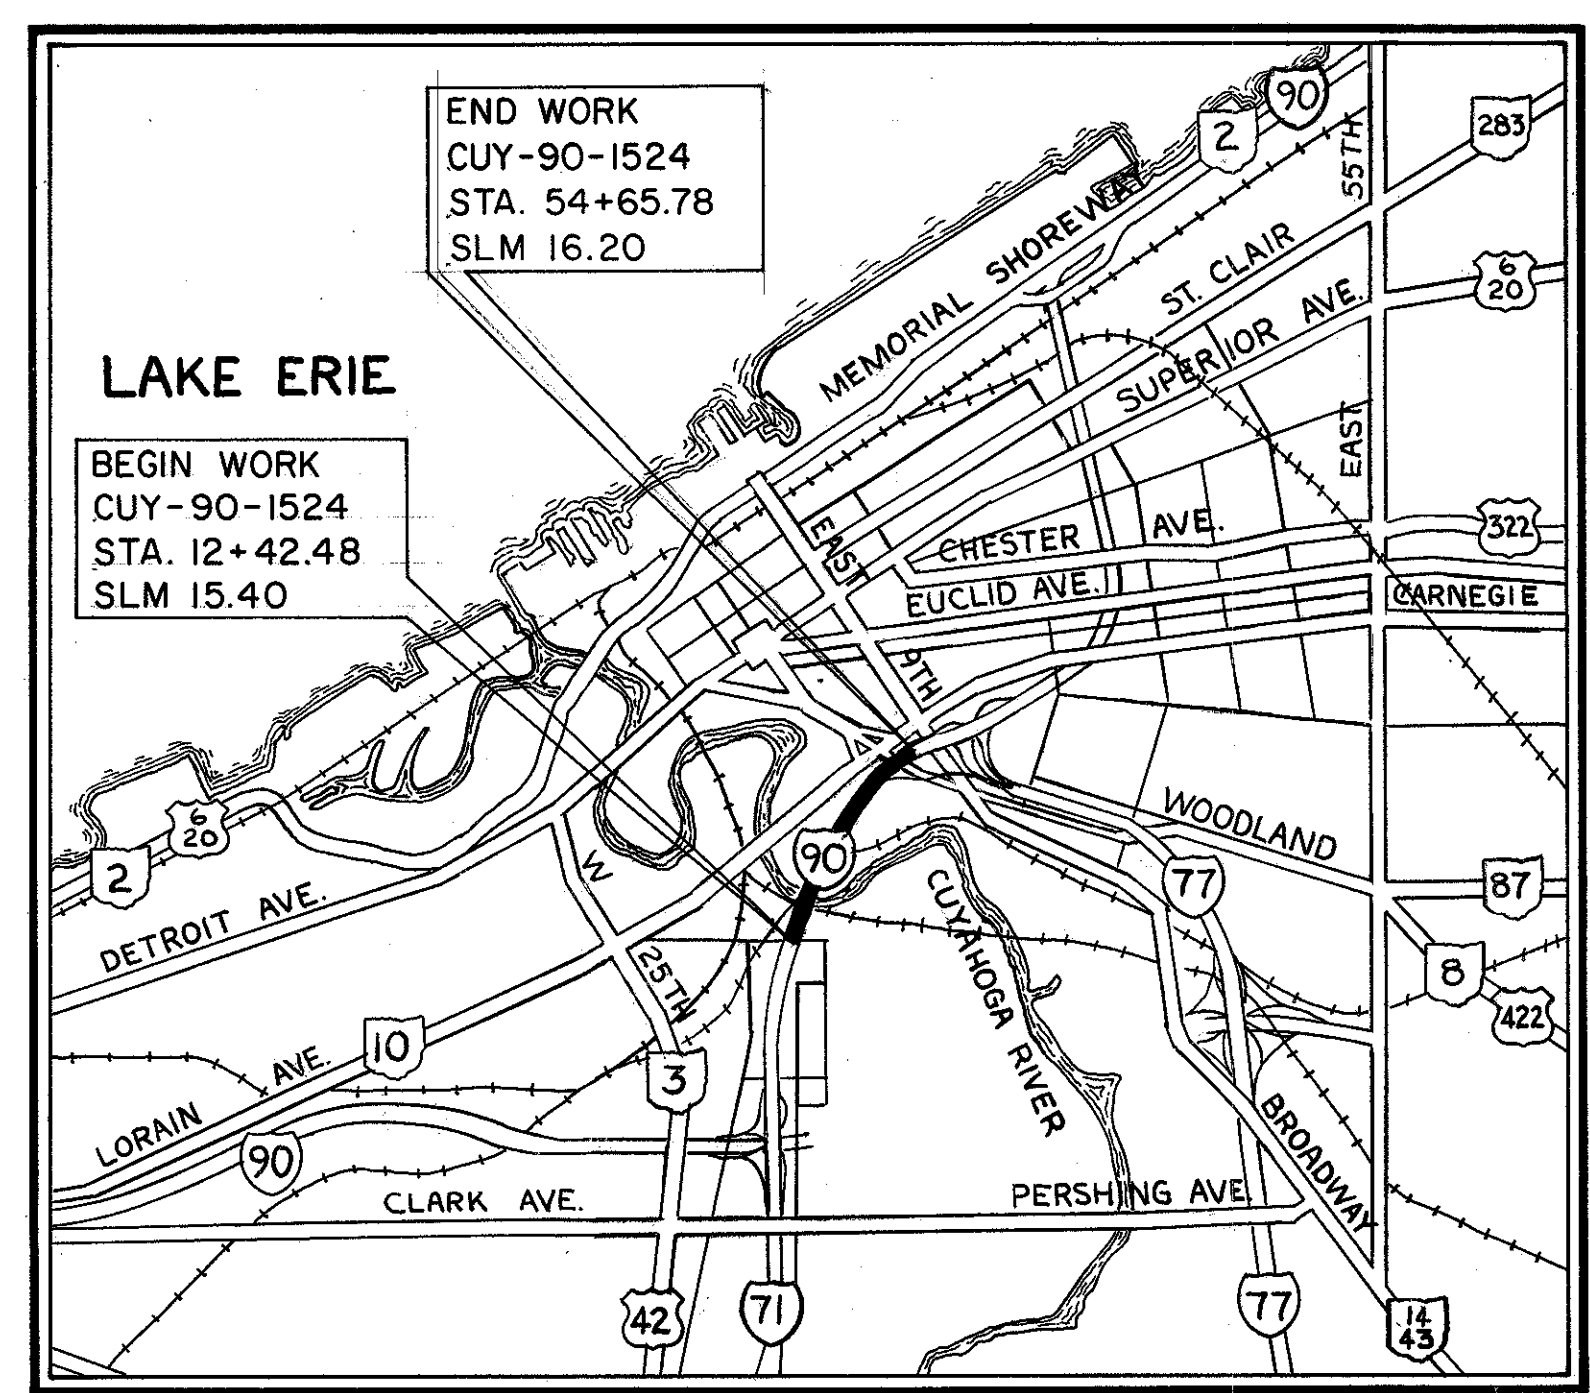 END WORK
CUY-90-1524
STA. 54+65.78
SLM 16.20
LAKE ERIE
BEGIN WORK
CUY-90-1524
STA. 12+42.48
SLM 15.40
90
2
283
55TH
EAST
MEMORIAL SHOREWAY
ST. CLAIR
SUPERIOR AVE.
6
20
322
CHESTER AVE.
EUCLID AVE.
CARNEGIE
EAST
9TH
6
20
2
DETROIT AVE.
W
25TH
90
WOODLAND
77
87
8
422
CUYAHOGA RIVER
10
LORAIN AVE.
3
90
CLARK AVE.
PERSHING AVE.
BROADWAY
42
71
77
14
43